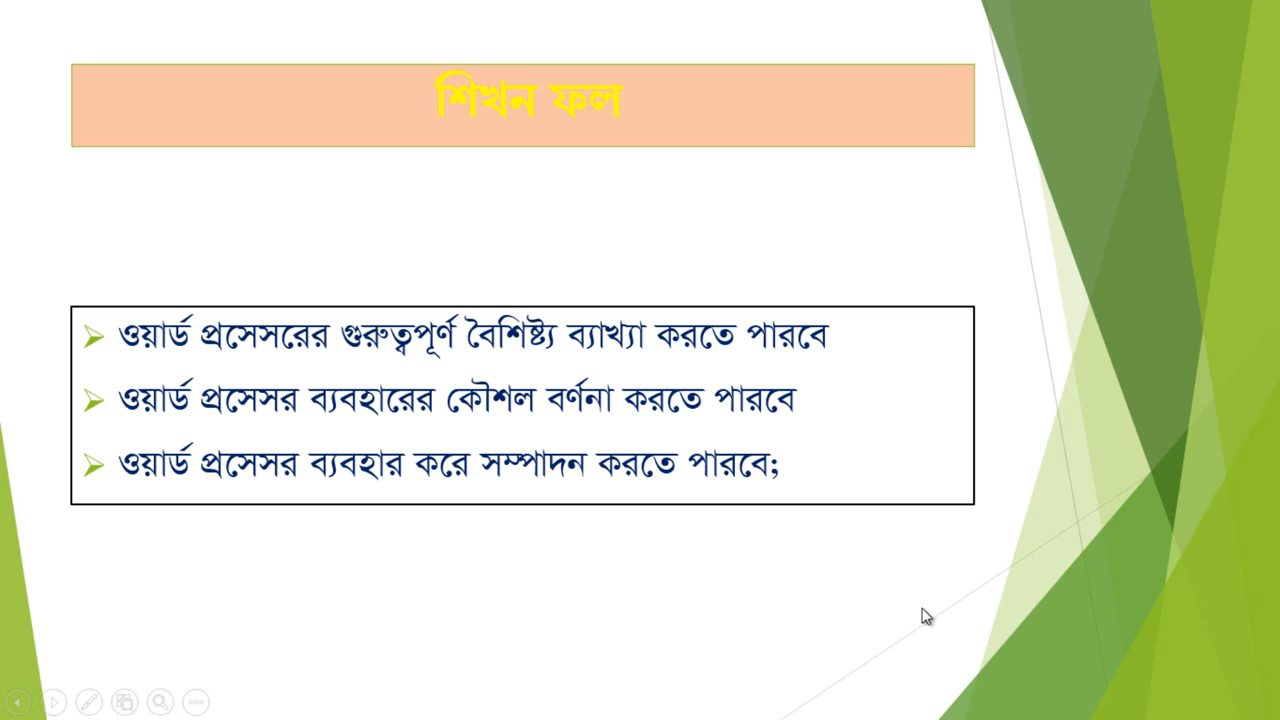 শিখন ফল
ওয়ার্ড প্রসেসরের গুরুত্বপূর্ণ বৈশিষ্ট্য ব্যাখ্যা করতে পারবে
ওয়ার্ড প্রসেসর ব্যবহারের কৌশল বর্ণনা করতে পারবে
ওয়ার্ড প্রসেসর ব্যবহার করে সম্পাদন করতে পারবে;